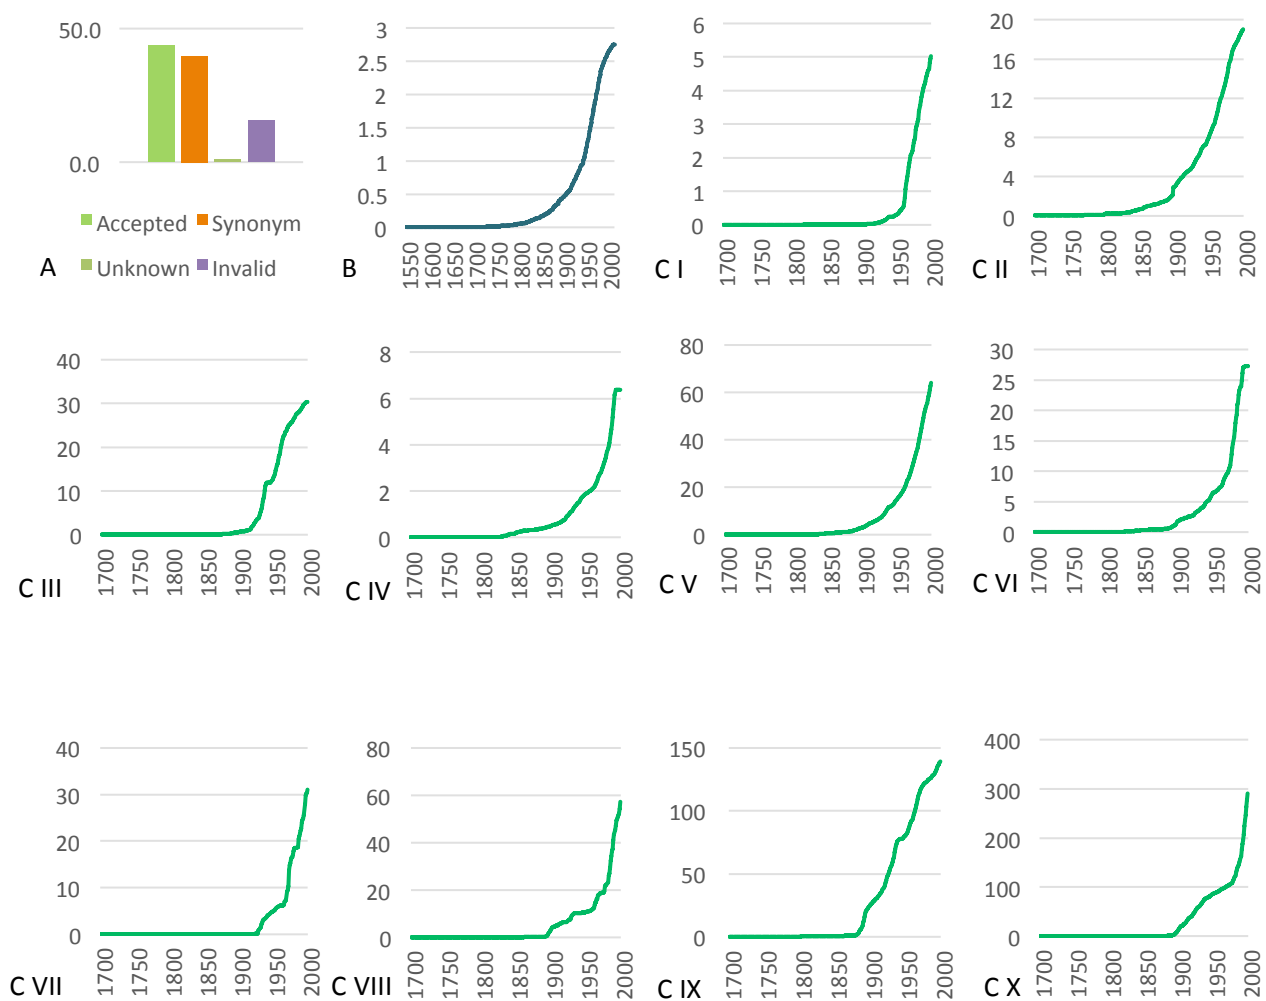 50.0
0.0
Accepted Synonym
Unknown Invalid
A
3
2.5
2
1.5
1
0.5
0
1550 1600 1650 1700 1750 1800 1850 1900 1950 2000
B
6
5
4
3
2
1
0
1700 1750 1800 1850 1900 1950 2000
C I
20
16
12
8
4
0
1700 1750 1800 1850 1900 1950 2000
C II
40
30
20
10
0
1700 1750 1800 1850 1900 1950 2000
C III
8
6
4
2
0
1700 1750 1800 1850 1900 1950 2000
C IV
80
60
40
20
0
1700 1750 1800 1850 1900 1950 2000
C V
30
25
20
15
10
5
0
1700 1750 1800 1850 1900 1950 2000
C VI
40
30
20
10
0
1700 1750 1800 1850 1900 1950 2000
C VII
80
60
40
20
0
1700 1750 1800 1850 1900 1950 2000
C VIII
150
100
50
0
1700 1750 1800 1850 1900 1950 2000
C IX
400
300
200
100
0
1700 1750 1800 1850 1900 1950 2000
C X